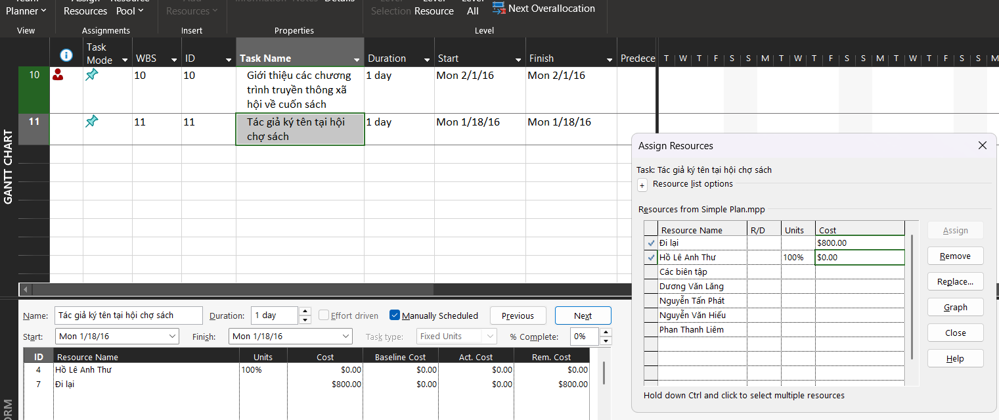 Team Assign Resource Add Information Notes Details Level Level Level
Planner Resources Pool Resources Selection Resource All Next Overallocation
View Assignments Insert Properties Level
Task Mode WBS ID Task Name Duration Start Finish Predece T W T F S S M T W T F S S M T W T F S S M
10 10 10 Giới thiệu các chương 1 day Mon 2/1/16 Mon 2/1/16
trình truyền thông xã
hội về cuốn sách
11 11 11 Tác giả ký tên tại hội 1 day Mon 1/18/16 Mon 1/18/16
chợ sách
GANTT CHART
Assign Resources
Task: Tác giả ký tên tại hội chợ sách
+ Resource list options
Resources from Simple Plan.mpp
Resource Name R/D Units Cost
Đi lại $800.00
Hồ Lê Anh Thư 100% $0.00
Các biên tập
Dương Văn Lăng
Nguyễn Tấn Phát
Nguyễn Văn Hiếu
Phan Thanh Liêm
Assign
Remove
Replace...
Graph
Close
Help
Hold down Ctrl and click to select multiple resources
Name: Tác giả ký tên tại hội chợ sách Duration: 1 day Effort driven Manually Scheduled Previous Next
Start: Mon 1/18/16 Finish: Mon 1/18/16 Task type: Fixed Units % Complete: 0%
ID Resource Name Units Cost Baseline Cost Act. Cost Rem. Cost
4 Hồ Lê Anh Thư 100% $0.00 $0.00 $0.00 $0.00
7 Đi lại $800.00 $0.00 $0.00 $800.00
ORM